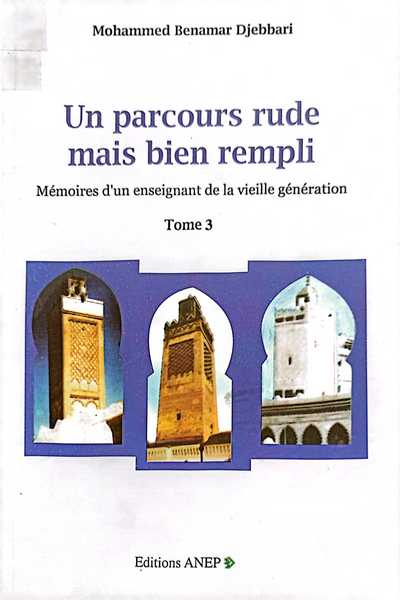 Mohammed Benamar Djebbari
Un parcours rude
mais bien rempli
Mémoires d'un enseignant de la vieille génération
Tome 3
Editions ANEP